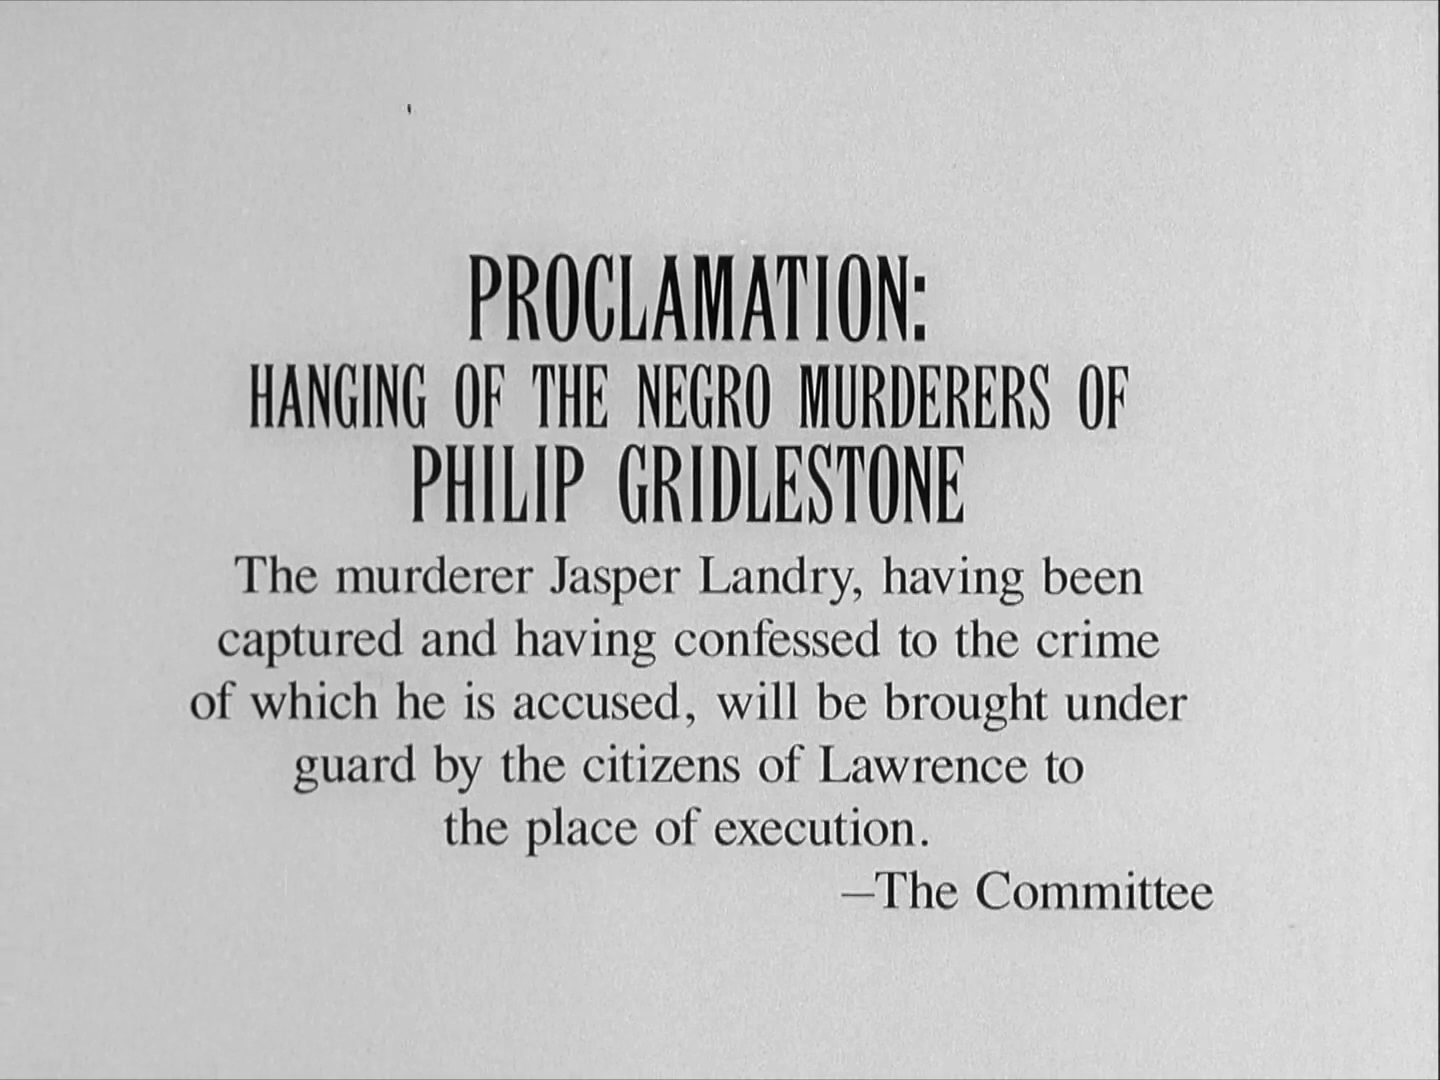 PROCLAMATION:
HANGING OF THE NEGRO MURDERERS OF
PHILIP GRIDLESTONE
The murderer Jasper Landry, having been
captured and having confessed to the crime
of which he is accused, will be brought under
guard by the citizens of Lawrence to
the place of execution.
—The Committee